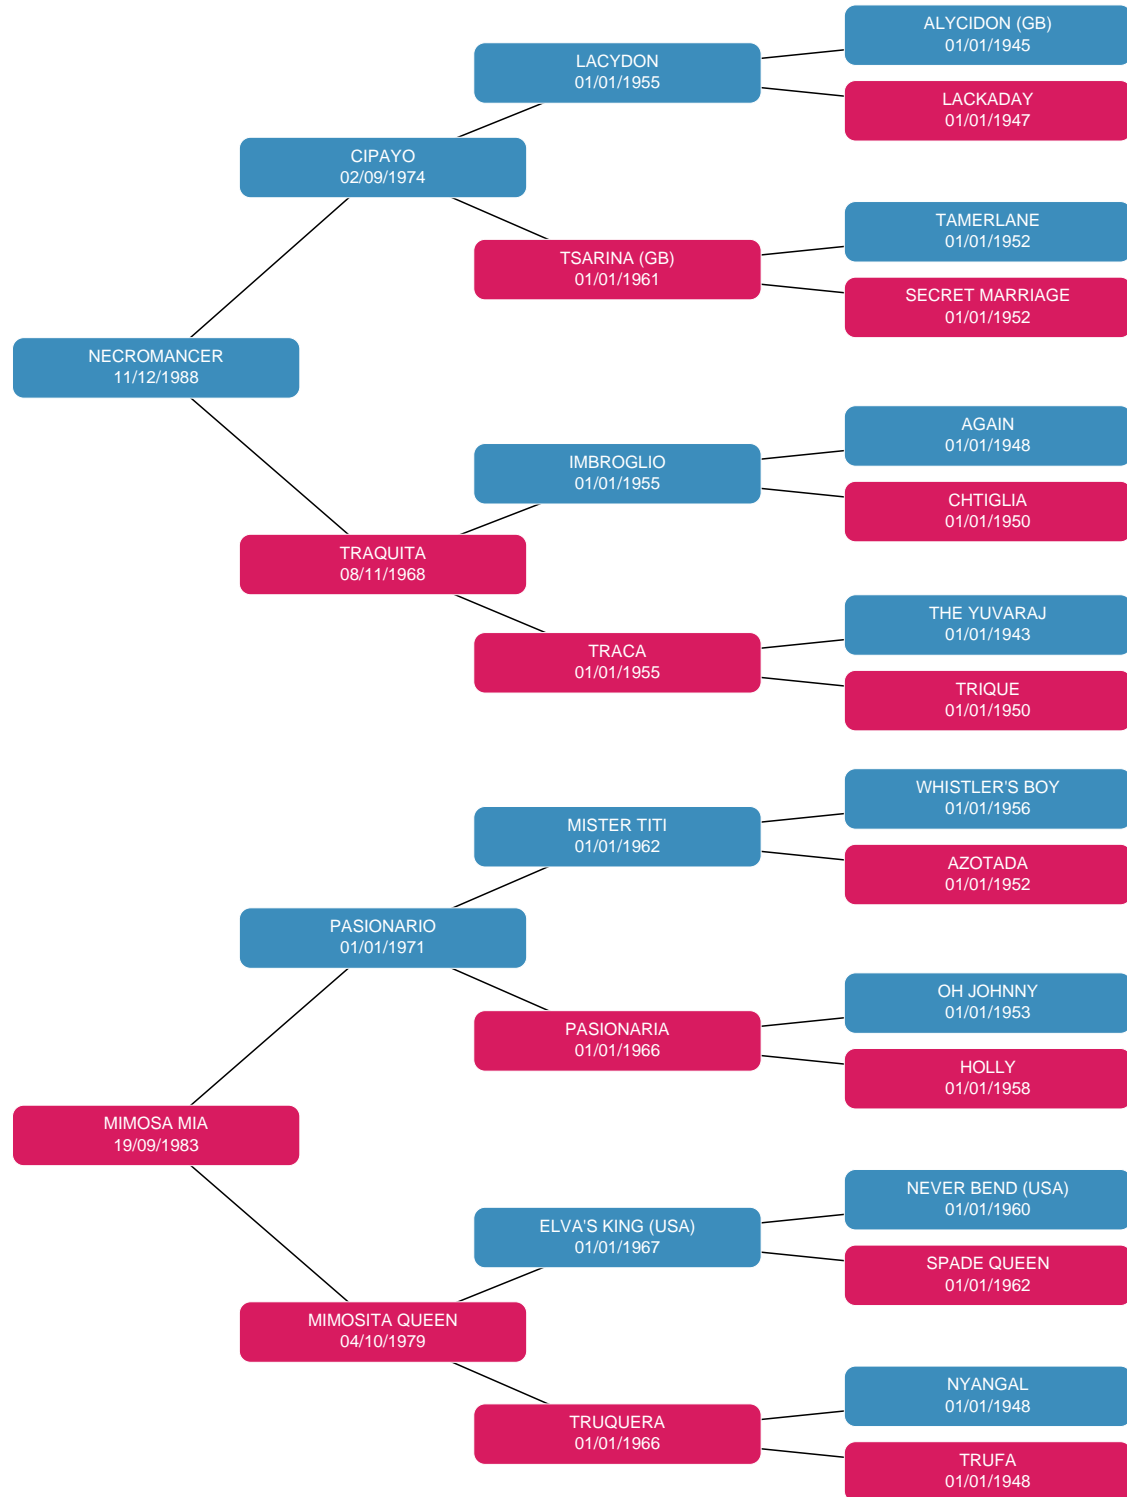 ALYCIDON (GB)
01/01/1945
LACYDON
01/01/1955
LACKADAY
01/01/1947
CIPAYO
02/09/1974
TAMERLANE
01/01/1952
TSARINA (GB)
01/01/1961
SECRET MARRIAGE
01/01/1952
NECROMANCER
11/12/1988
AGAIN
01/01/1948
IMBROGLIO
01/01/1955
CHTIGLIA
01/01/1950
TRAQUITA
08/11/1968
THE YUVARAJ
01/01/1943
TRACA
01/01/1955
TRIQUE
01/01/1950
WHISTLER'S BOY
01/01/1956
MISTER TITI
01/01/1962
AZOTADA
01/01/1952
PASIONARIO
01/01/1971
OH JOHNNY
01/01/1953
PASIONARIA
01/01/1966
HOLLY
01/01/1958
MIMOSA MIA
19/09/1983
NEVER BEND (USA)
01/01/1960
ELVA'S KING (USA)
01/01/1967
SPADE QUEEN
01/01/1962
MIMOSITA QUEEN
04/10/1979
NYANGAL
01/01/1948
TRUQUERA
01/01/1966
TRUFA
01/01/1948